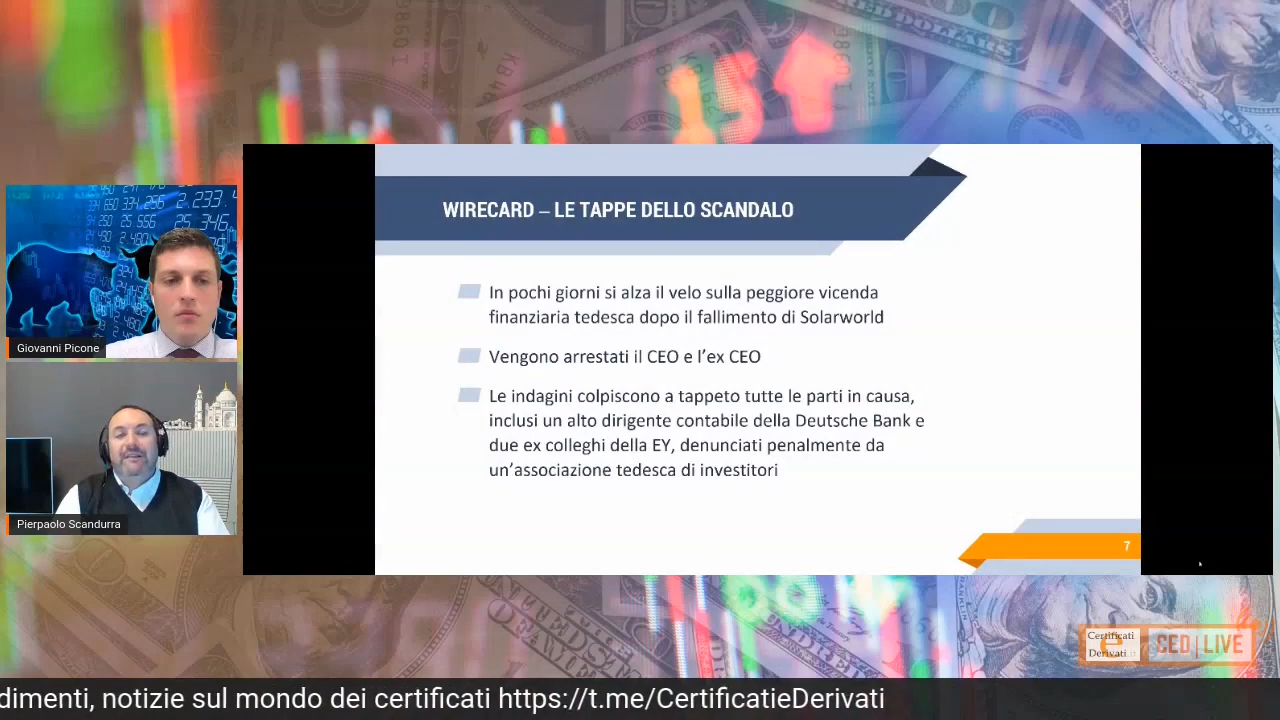 WIRECARD – LE TAPPE DELLO SCANDALO
In pochi giorni si alza il velo sulla peggiore vicenda
finanziaria tedesca dopo il fallimento di Solarworld
Vengono arrestati il CEO e l'ex CEO
Le indagini colpiscono a tappeto tutte le parti in causa,
inclusi un alto dirigente contabile della Deutsche Bank e
due ex colleghi della EY, denunciati penalmente da
un'associazione tedesca di investitori
7
Giovanni Picone
Pierpaolo Scandurra
Certificati
e
Derivati.it
CED | LIVE
dimenti, notizie sul mondo dei certificati https://t.me/CertificatieDerivati